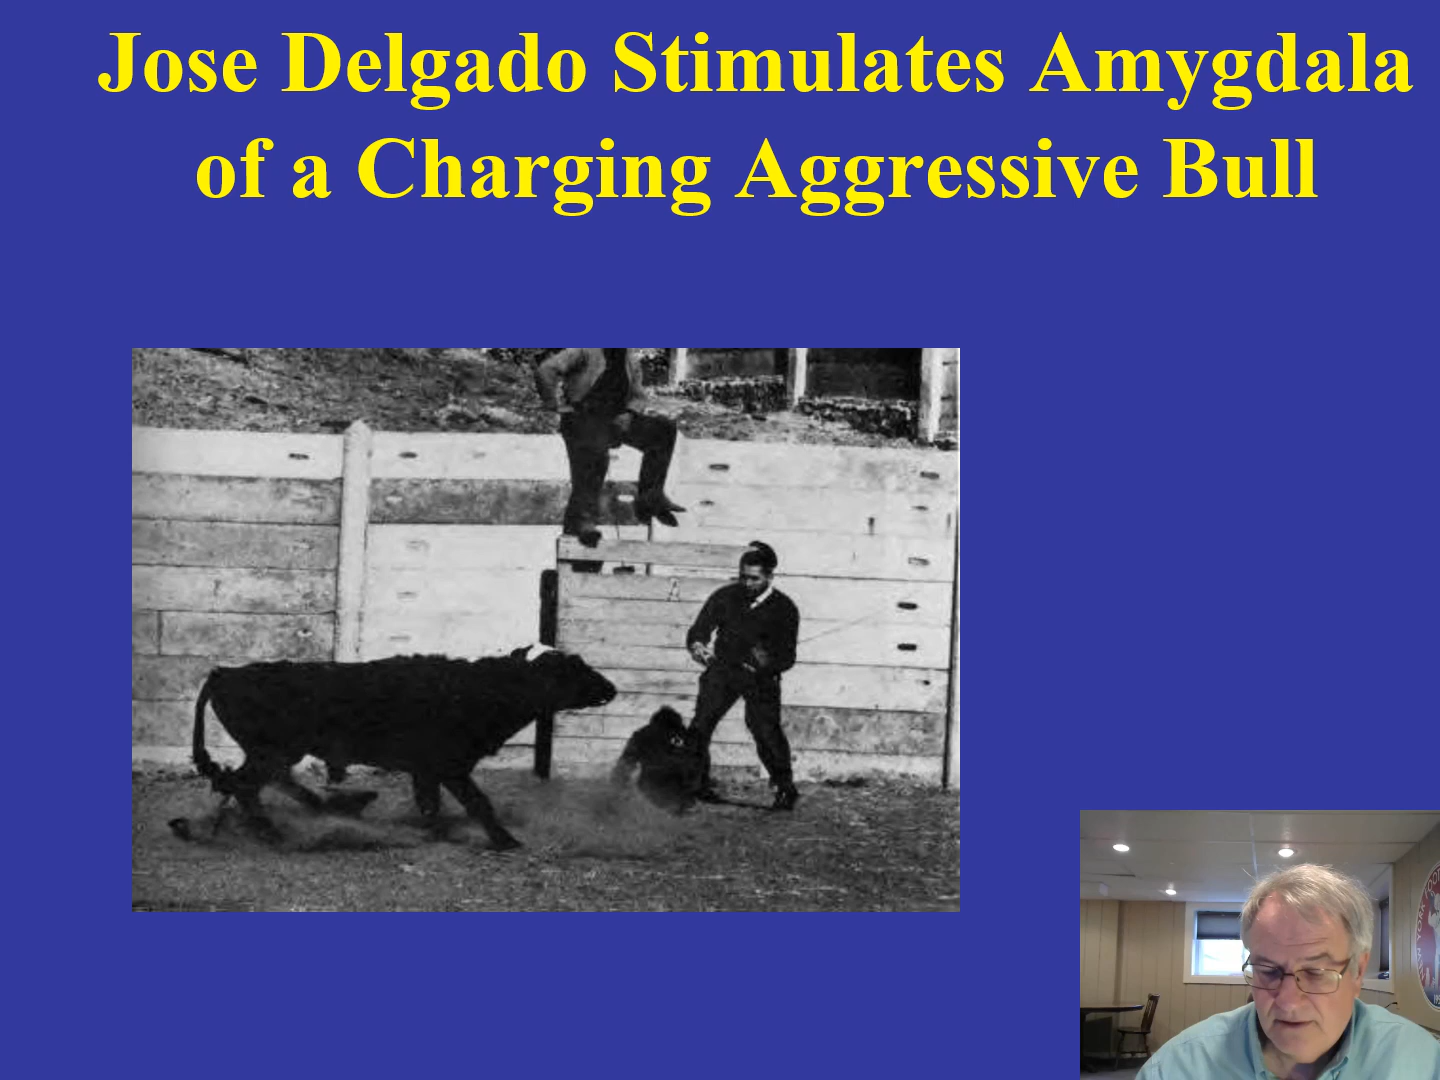 Jose Delgado Stimulates Amygdala
of a Charging Aggressive Bull